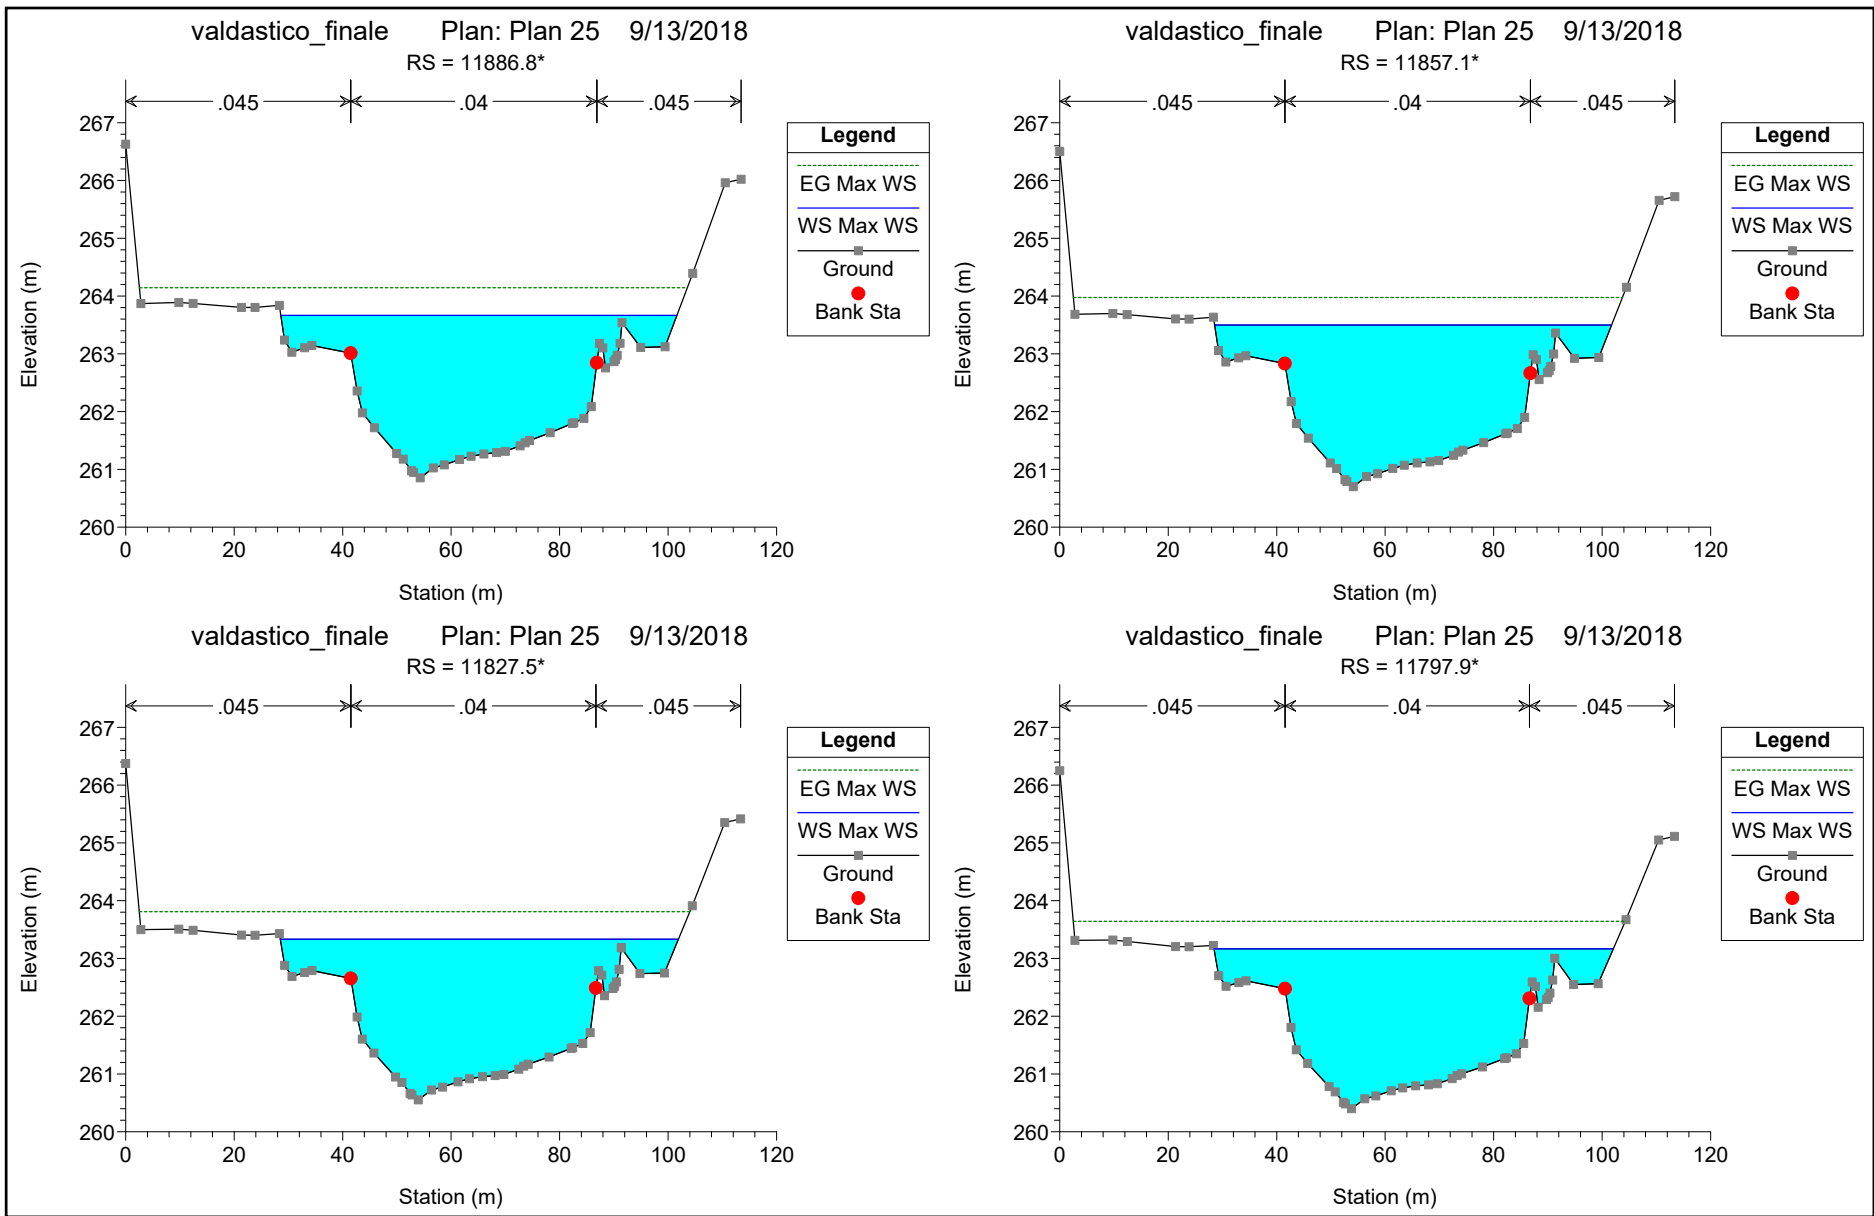 valdastico_finale Plan: Plan 25 9/13/2018
RS = 11886.8*
.045 .04 .045
267
266
265
264
263
262
261
260
Elevation (m)
0 20 40 60 80 100 120
Station (m)
Legend
EG Max WS
WS Max WS
Ground
Bank Sta
valdastico_finale Plan: Plan 25 9/13/2018
RS = 11857.1*
.045 .04 .045
267
266
265
264
263
262
261
260
Elevation (m)
0 20 40 60 80 100 120
Station (m)
Legend
EG Max WS
WS Max WS
Ground
Bank Sta
valdastico_finale Plan: Plan 25 9/13/2018
RS = 11827.5*
.045 .04 .045
267
266
265
264
263
262
261
260
Elevation (m)
0 20 40 60 80 100 120
Station (m)
Legend
EG Max WS
WS Max WS
Ground
Bank Sta
valdastico_finale Plan: Plan 25 9/13/2018
RS = 11797.9*
.045 .04 .045
267
266
265
264
263
262
261
260
Elevation (m)
0 20 40 60 80 100 120
Station (m)
Legend
EG Max WS
WS Max WS
Ground
Bank Sta